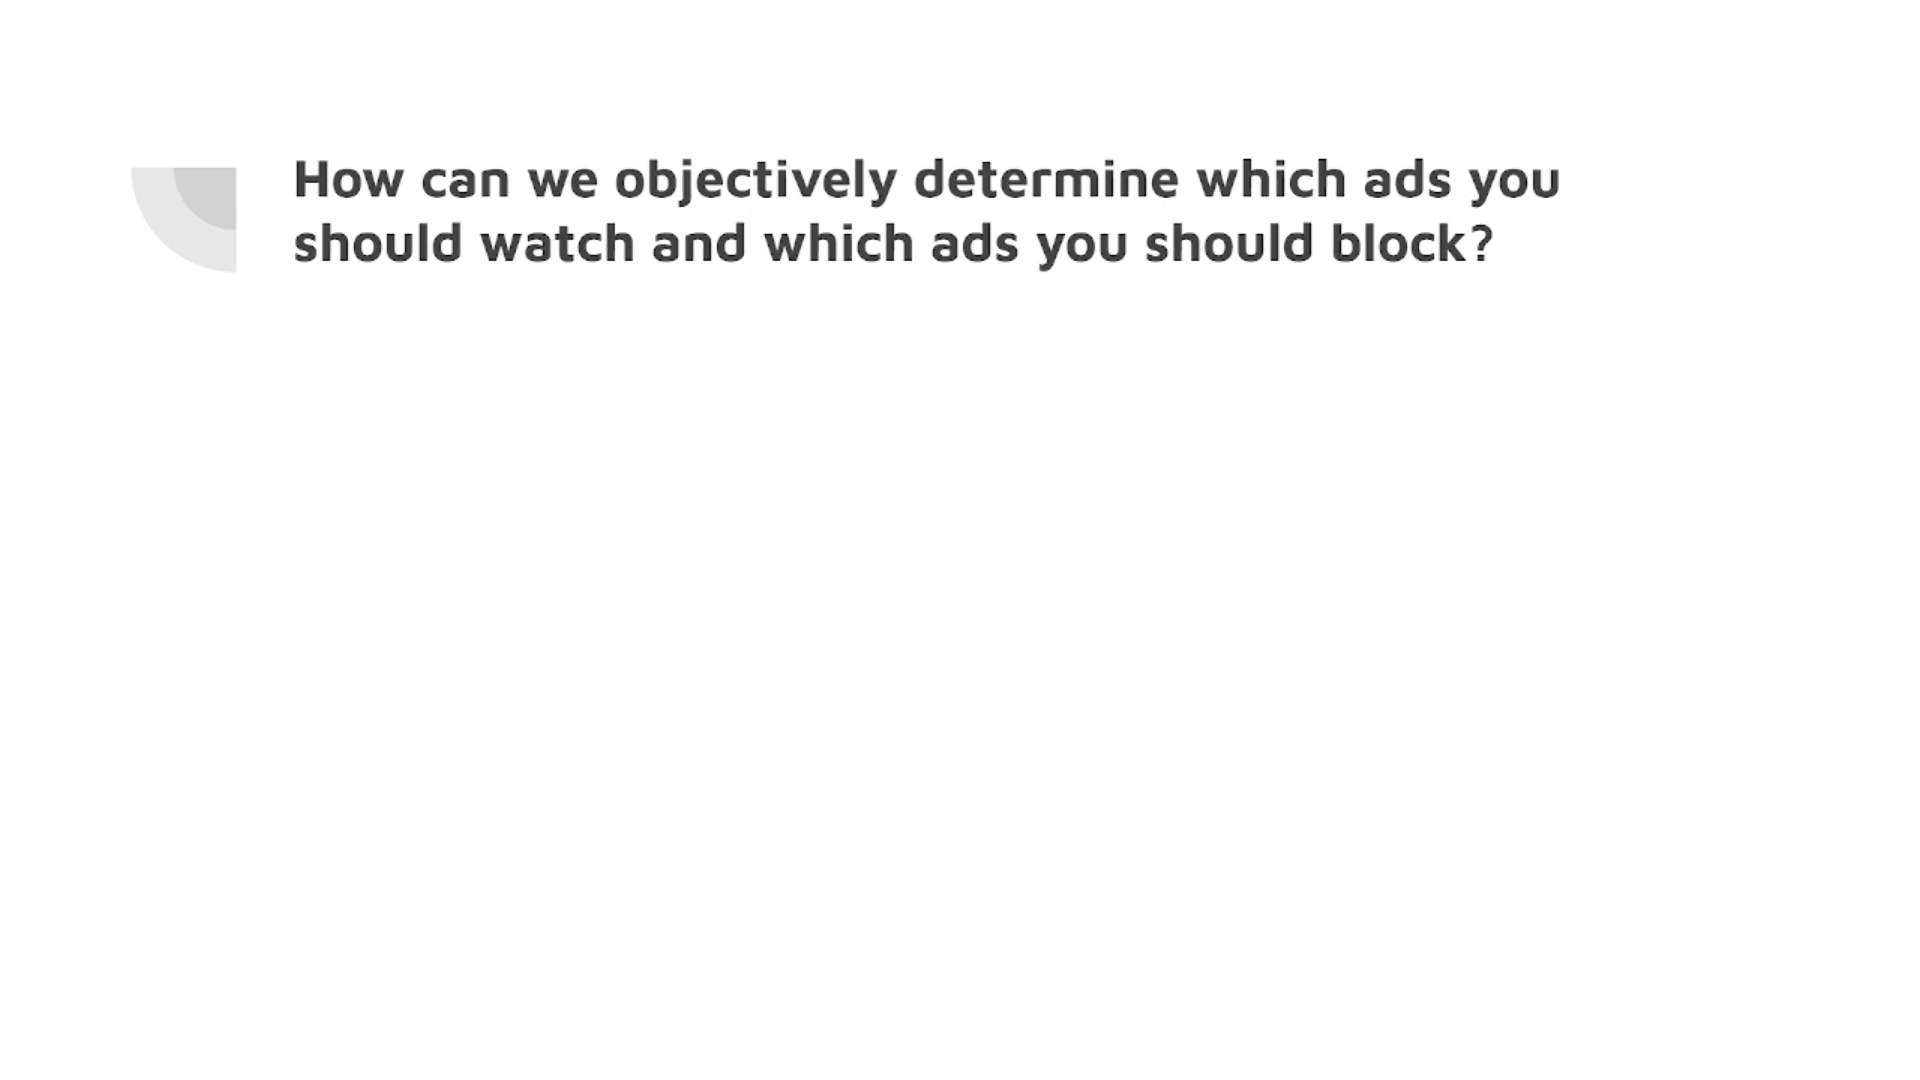 How can we objectively determine which ads you
should watch and which ads you should block?